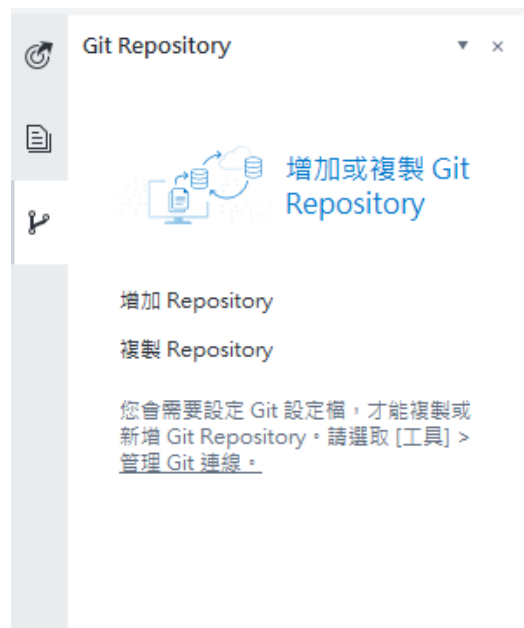 Git Repository
增加或複製 Git
Repository
增加 Repository
複製 Repository
您會需要設定 Git 設定檔，才能複製或
新增 Git Repository。請選取 [工具] >
管理 Git 連線。